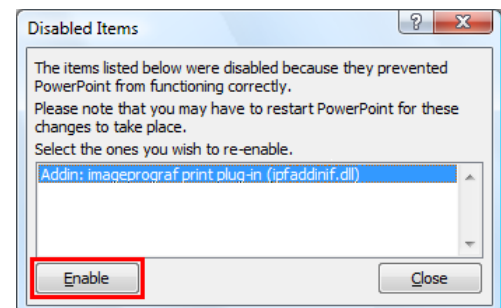 Disabled Items
The items listed below were disabled because they prevented
PowerPoint from functioning correctly.
Please note that you may have to restart PowerPoint for these
changes to take place.
Select the ones you wish to re-enable.
Addin: imageprograf print plug-in (ipfaddinif.dll)
Enable Close